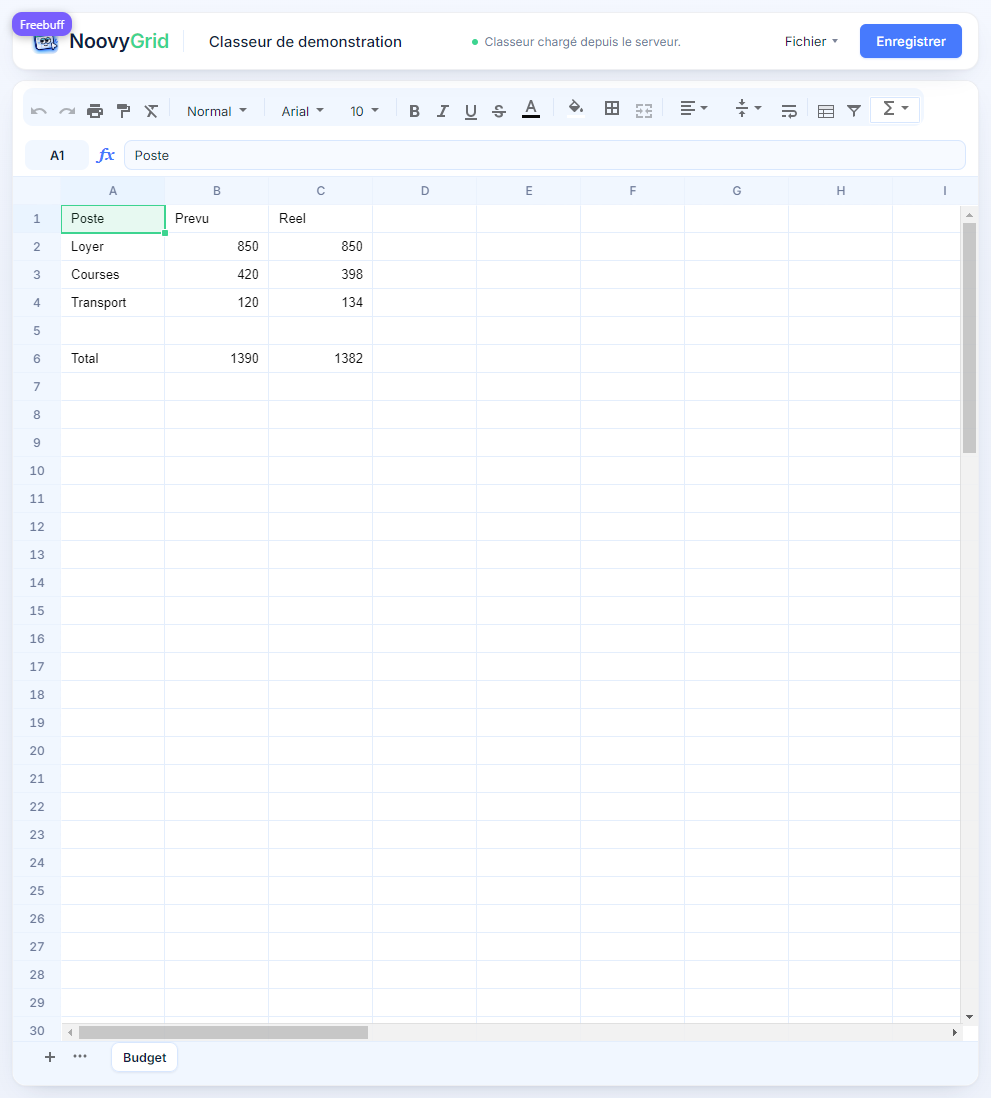 Freebuff
NoovyGrid
Classeur de demonstration
Classeur chargé depuis le serveur.
Fichier
Enregistrer
Normal Arial 10 B I U S A Σ
A1 fx Poste
A B C D E F G H I
1 Poste Prevu Reel
2 Loyer 850 850
3 Courses 420 398
4 Transport 120 134
5
6 Total 1390 1382
7
8
9
10
11
12
13
14
15
16
17
18
19
20
21
22
23
24
25
26
27
28
29
30
+ ••• Budget